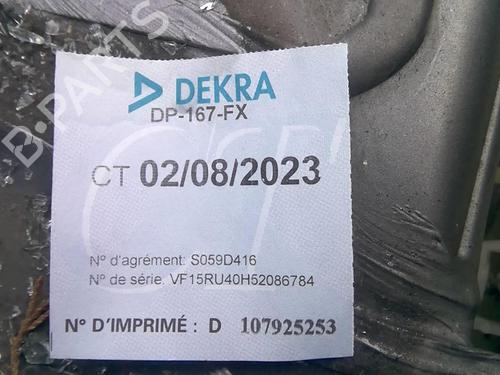 DEKRA
DP-167-FX
CT 02/08/2023
N° d'agrément: S059D416
N° de série: VF15RU40H52086784
N° D'IMPRIMÉ : D 107925253
B-PARTS